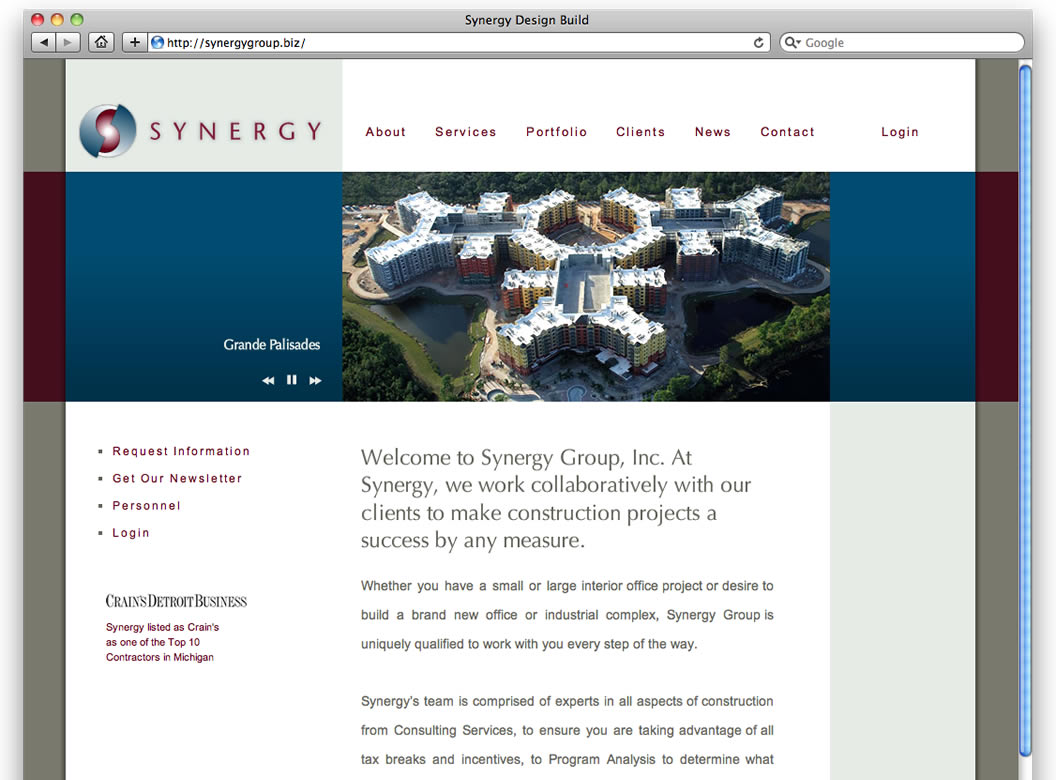 Synergy Design Build
http://synergygroup.biz/
Google
SYNERGY
About Services Portfolio Clients News Contact Login
Grande Palisades
Request Information
Get Our Newsletter
Personnel
Login
CRAIN'S DETROIT BUSINESS
Synergy listed as Crain's
as one of the Top 10
Contractors in Michigan
Welcome to Synergy Group, Inc. At
Synergy, we work collaboratively with our
clients to make construction projects a
success by any measure.
Whether you have a small or large interior office project or desire to
build a brand new office or industrial complex, Synergy Group is
uniquely qualified to work with you every step of the way.
Synergy's team is comprised of experts in all aspects of construction
from Consulting Services, to ensure you are taking advantage of all
tax breaks and incentives, to Program Analysis to determine what